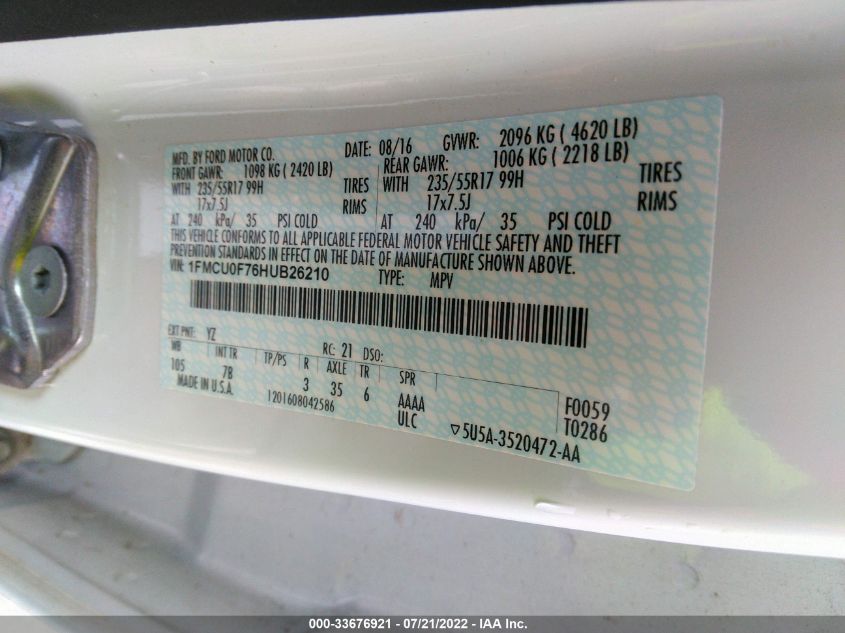 MFD. BY FORD MOTOR CO. DATE: 08/16 GVWR: 2096 KG ( 4620 LB)
FRONT GAWR: 1098 KG ( 2420 LB) REAR GAWR: 1006 KG ( 2218 LB)
WITH 235/55R17 99H TIRES WITH 235/55R17 99H TIRES
17x7.5J RIMS 17x7.5J RIMS
AT 240 kPa/ 35 PSI COLD AT 240 kPa/ 35 PSI COLD
THIS VEHICLE CONFORMS TO ALL APPLICABLE FEDERAL MOTOR VEHICLE SAFETY AND THEFT
PREVENTION STANDARDS IN EFFECT ON THE DATE OF MANUFACTURE SHOWN ABOVE.
VIN: 1FMCU0F76HUB26210 TYPE: MPV
EXT PNT: YZ RC: 21 DSO:
WB INT TR TP/PS R AXLE TR SPR
105 7B 3 35 6 AAAA F0059
MADE IN U.S.A. 1201608042586 ULC T0286
▽5U5A-3520472-AA
000-33676921 - 07/21/2022 - IAA Inc.